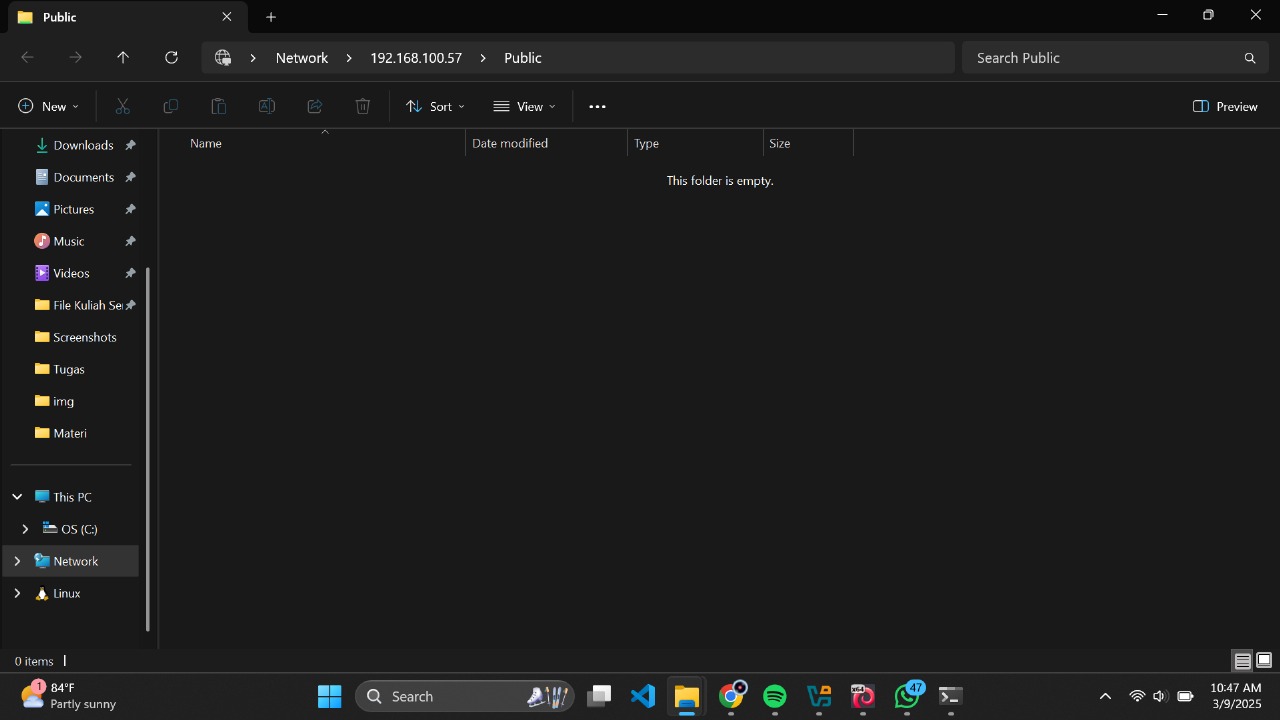 Public
Network > 192.168.100.57 > Public
Search Public
New
Sort
View
Preview
Name
Date modified
Type
Size
This folder is empty.
Downloads
Documents
Pictures
Music
Videos
File Kuliah Se
Screenshots
Tugas
img
Materi
This PC
OS (C:)
Network
Linux
0 items
1
84°F
Partly sunny
Search
x64
47
10:47 AM
3/9/2025